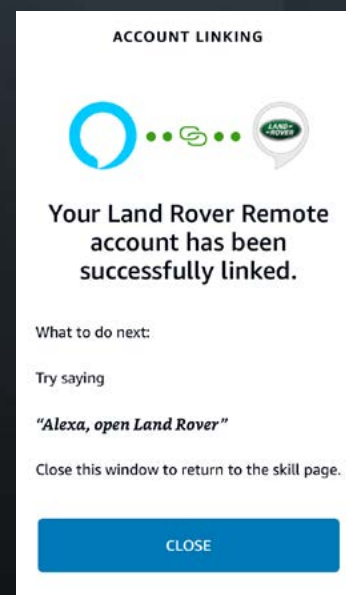 ACCOUNT LINKING
LAND-
-ROVER
Your Land Rover Remote
account has been
successfully linked.
What to do next:
Try saying
“Alexa, open Land Rover”
Close this window to return to the skill page.
CLOSE